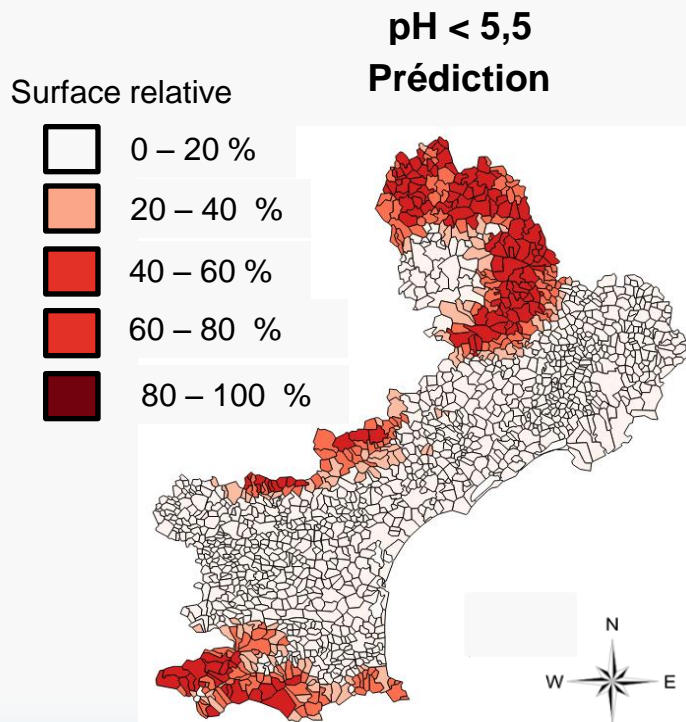 pH < 5,5
Prédiction
Surface relative
0 – 20 %
20 – 40 %
40 – 60 %
60 – 80 %
80 – 100 %
N
W E
S